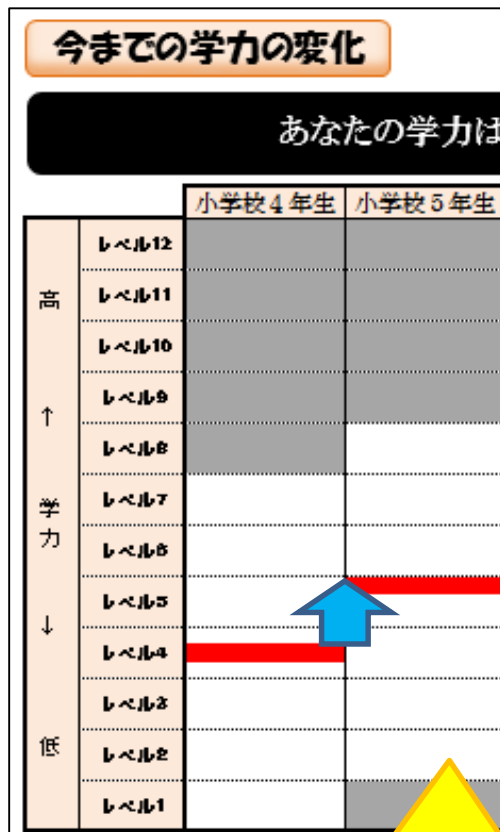 今までの学力の変化
あなたの学力は
小学校4年生 小学校5年生
高
↑
学
力
↓
低
レベル12
レベル11
レベル10
レベル9
レベル8
レベル7
レベル6
レベル5
レベル4
レベル3
レベル2
レベル1